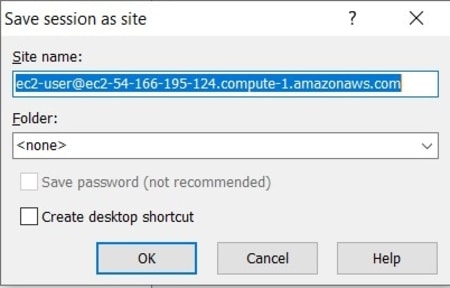 Save session as site
?
Site name:
ec2-user@ec2-54-166-195-124.compute-1.amazonaws.com
Folder:
<none>
Save password (not recommended)
Create desktop shortcut
OK Cancel Help